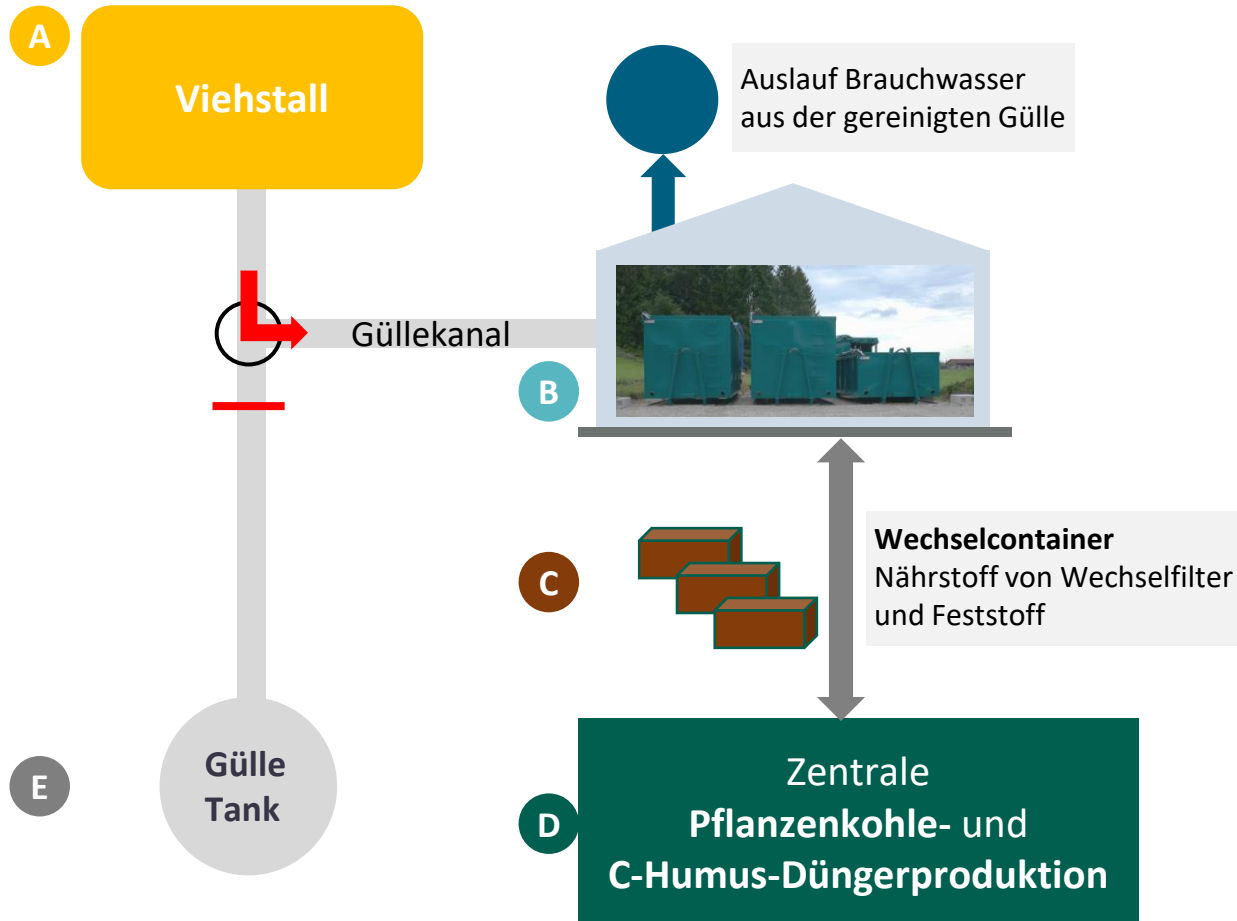 A
Viehstall
Auslauf Brauchwasser
aus der gereinigten Gülle
Güllekanal
B
Wechselcontainer
Nährstoff von Wechselfilter
und Feststoff
C
Gülle
Tank
E
Zentrale
Pflanzenkohle- und
C-Humus-Düngerproduktion
D